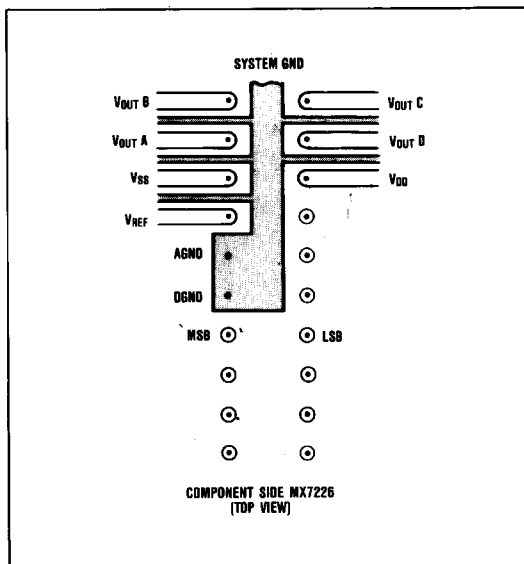 SYSTEM GND
VOUT B
VOUT C
VOUT A
VOUT D
VSS
VDD
VREF
AGND
DGND
MSB
LSB
COMPONENT SIDE MX7226
(TOP VIEW)